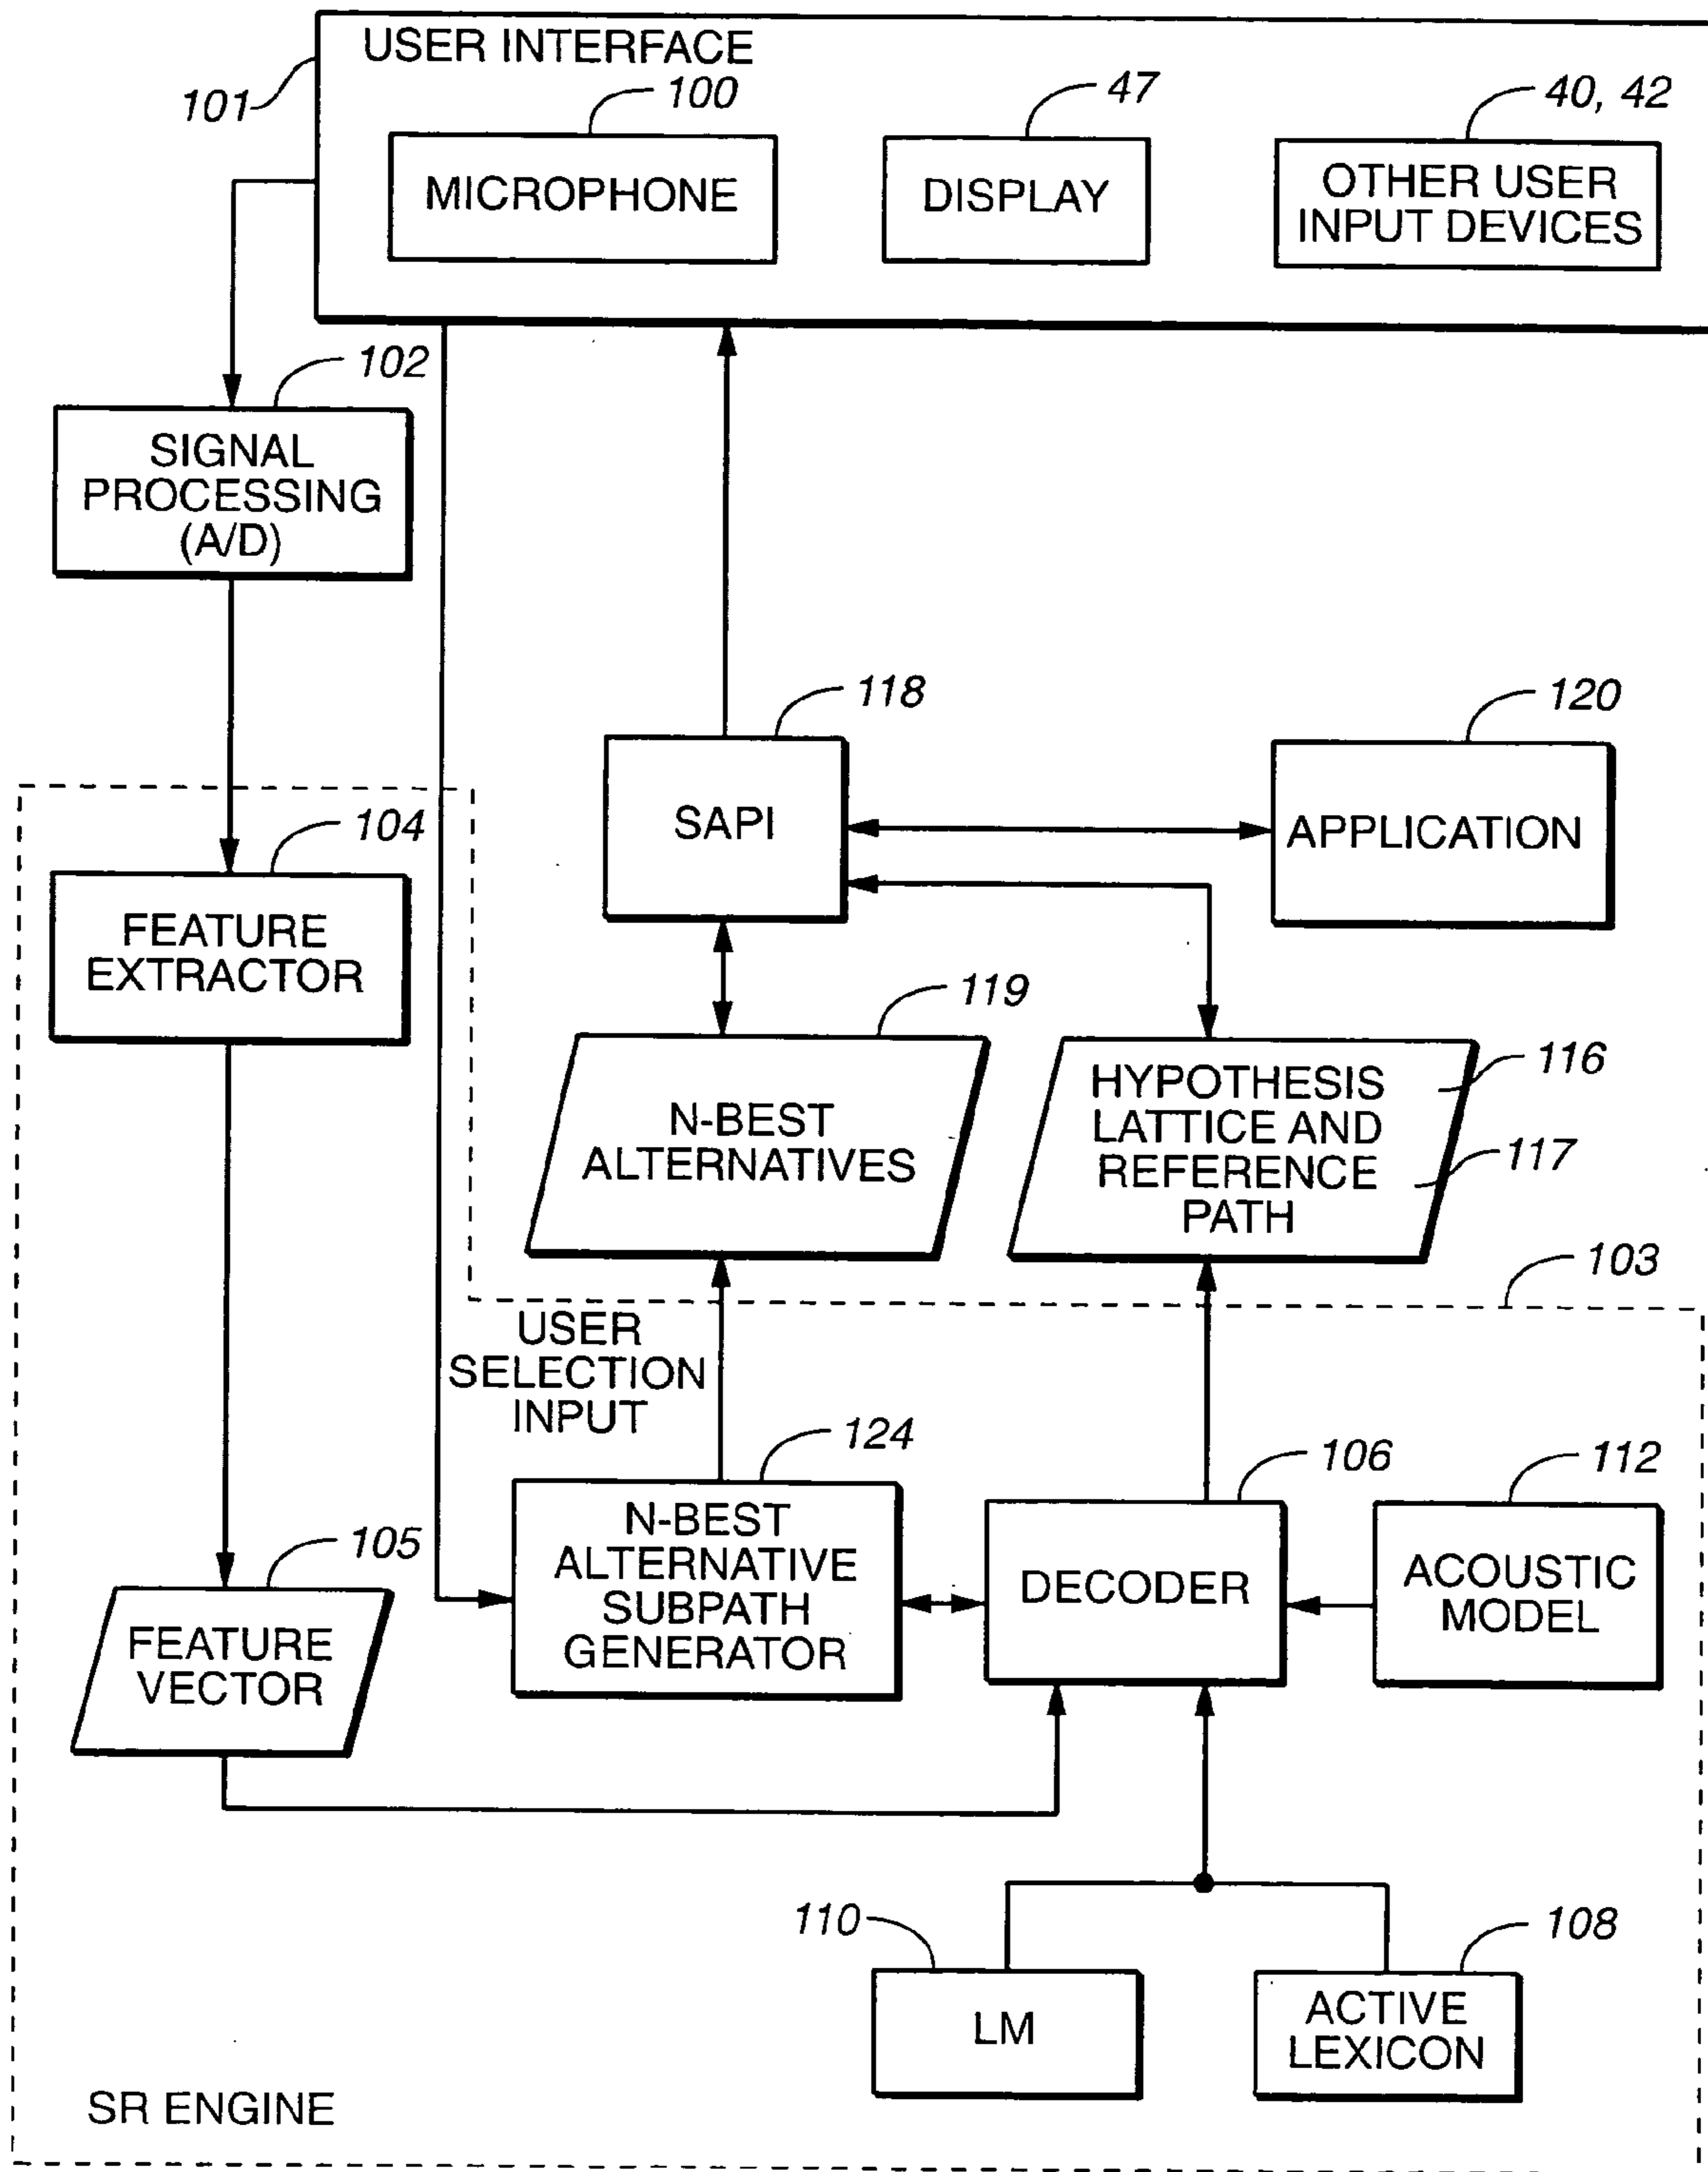 USER INTERFACE
101
100
47
40, 42
MICROPHONE
DISPLAY
OTHER USER
INPUT DEVICES
102
SIGNAL
PROCESSING
(A/D)
118
120
SAPI
APPLICATION
104
FEATURE
EXTRACTOR
119
N-BEST
ALTERNATIVES
116
HYPOTHESIS
LATTICE AND
REFERENCE
PATH
117
103
USER
SELECTION
INPUT
124
N-BEST
ALTERNATIVE
SUBPATH
GENERATOR
106
DECODER
112
ACOUSTIC
MODEL
105
FEATURE
VECTOR
110
LM
108
ACTIVE
LEXICON
SR ENGINE